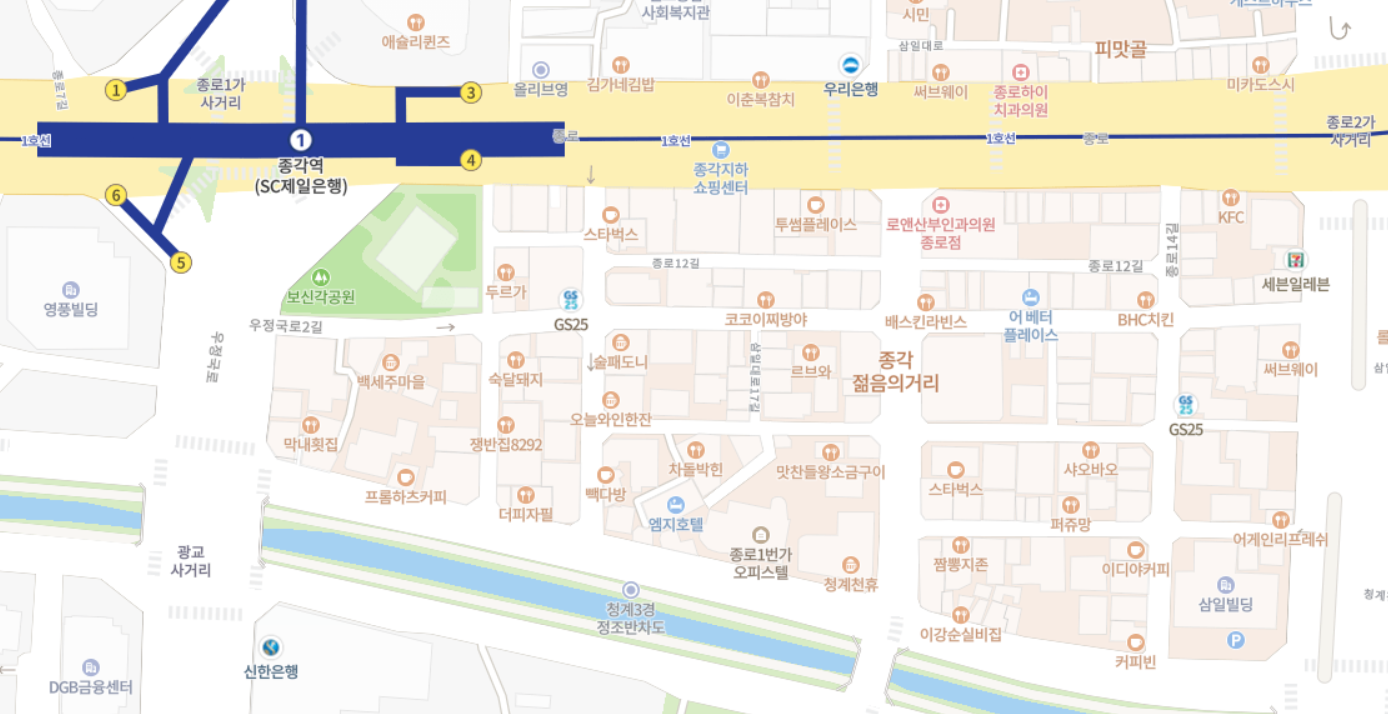 사회복지관
시민
애슐리퀸즈
삼일대로
피맛골
종로7길
1
종로1가
사거리
3
올리브영
김가네김밥
이춘복참치
우리은행
써브웨이
종로하이
치과의원
미카도스시
1호선
1
종각역
(SC제일은행)
4
종로
1호선
종각지하
쇼핑센터
1호선
종로
종로2가
사거리
6
5
스타벅스
투썸플레이스
로앤산부인과의원
종로점
종로14길
KFC
영풍빌딩
보신각공원
두르가
종로12길
종로12길
세븐일레븐
GS
25
GS25
코코이찌방야
배스킨라빈스
어 베터
플레이스
BHC치킨
우정국로2길
우정국로
백세주마을
숙달돼지
술패도니
삼일대로17길
르브와
종각
젊음의거리
써브웨이
GS
25
GS25
막내횟집
쟁반집8292
오늘와인한잔
프롬하츠커피
더피자필
빽다방
차돌박힌
맛찬들왕소금구이
엠지호텔
스타벅스
샤오바오
퍼쥬망
어게인리프레쉬
광교
사거리
종로1번가
오피스텔
청계천휴
짬뽕지존
이디야커피
삼일빌딩
P
청계3경
정조반차도
이강순실비집
커피빈
신한은행
DGB금융센터